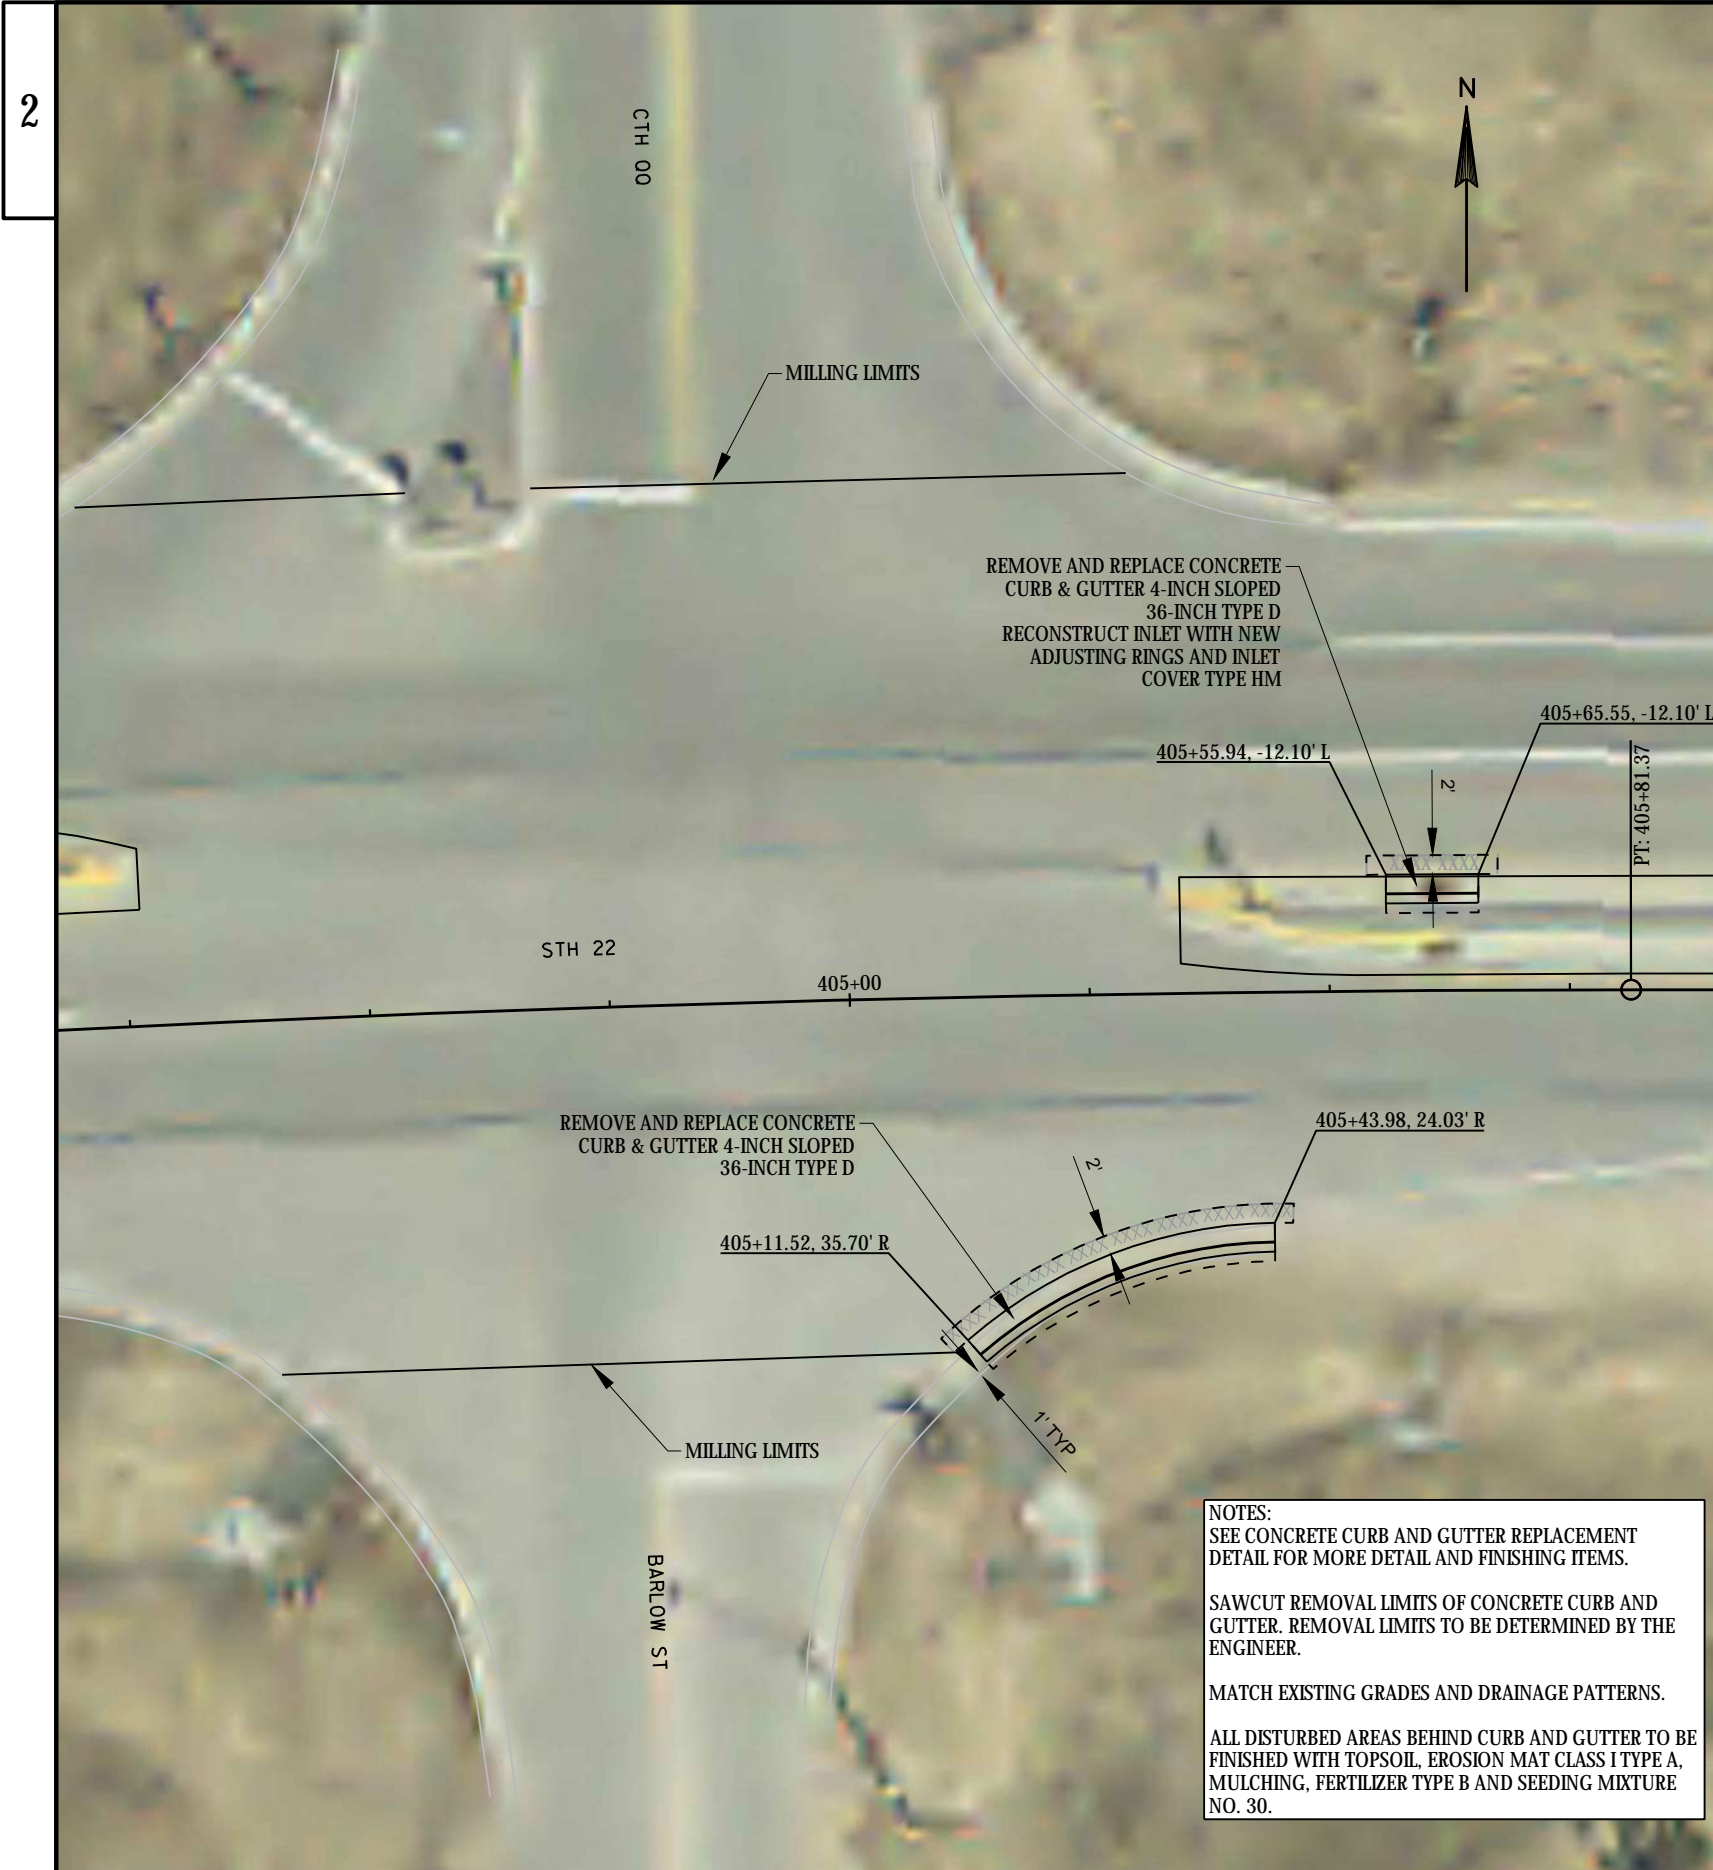 2
N
CTH QQ
MILLING LIMITS
REMOVE AND REPLACE CONCRETE
CURB & GUTTER 4-INCH SLOPED
36-INCH TYPE D
RECONSTRUCT INLET WITH NEW
ADJUSTING RINGS AND INLET
COVER TYPE HM
405+65.55, -12.10' L
405+55.94, -12.10' L
2'
PT: 405+81.37
STH 22
405+00
REMOVE AND REPLACE CONCRETE
CURB & GUTTER 4-INCH SLOPED
36-INCH TYPE D
405+43.98, 24.03' R
2'
405+11.52, 35.70' R
1' TYP
MILLING LIMITS
BARLOW ST
NOTES:
SEE CONCRETE CURB AND GUTTER REPLACEMENT
DETAIL FOR MORE DETAIL AND FINISHING ITEMS.
SAWCUT REMOVAL LIMITS OF CONCRETE CURB AND
GUTTER. REMOVAL LIMITS TO BE DETERMINED BY THE
ENGINEER.
MATCH EXISTING GRADES AND DRAINAGE PATTERNS.
ALL DISTURBED AREAS BEHIND CURB AND GUTTER TO BE
FINISHED WITH TOPSOIL, EROSION MAT CLASS I TYPE A,
MULCHING, FERTILIZER TYPE B AND SEEDING MIXTURE
NO. 30.